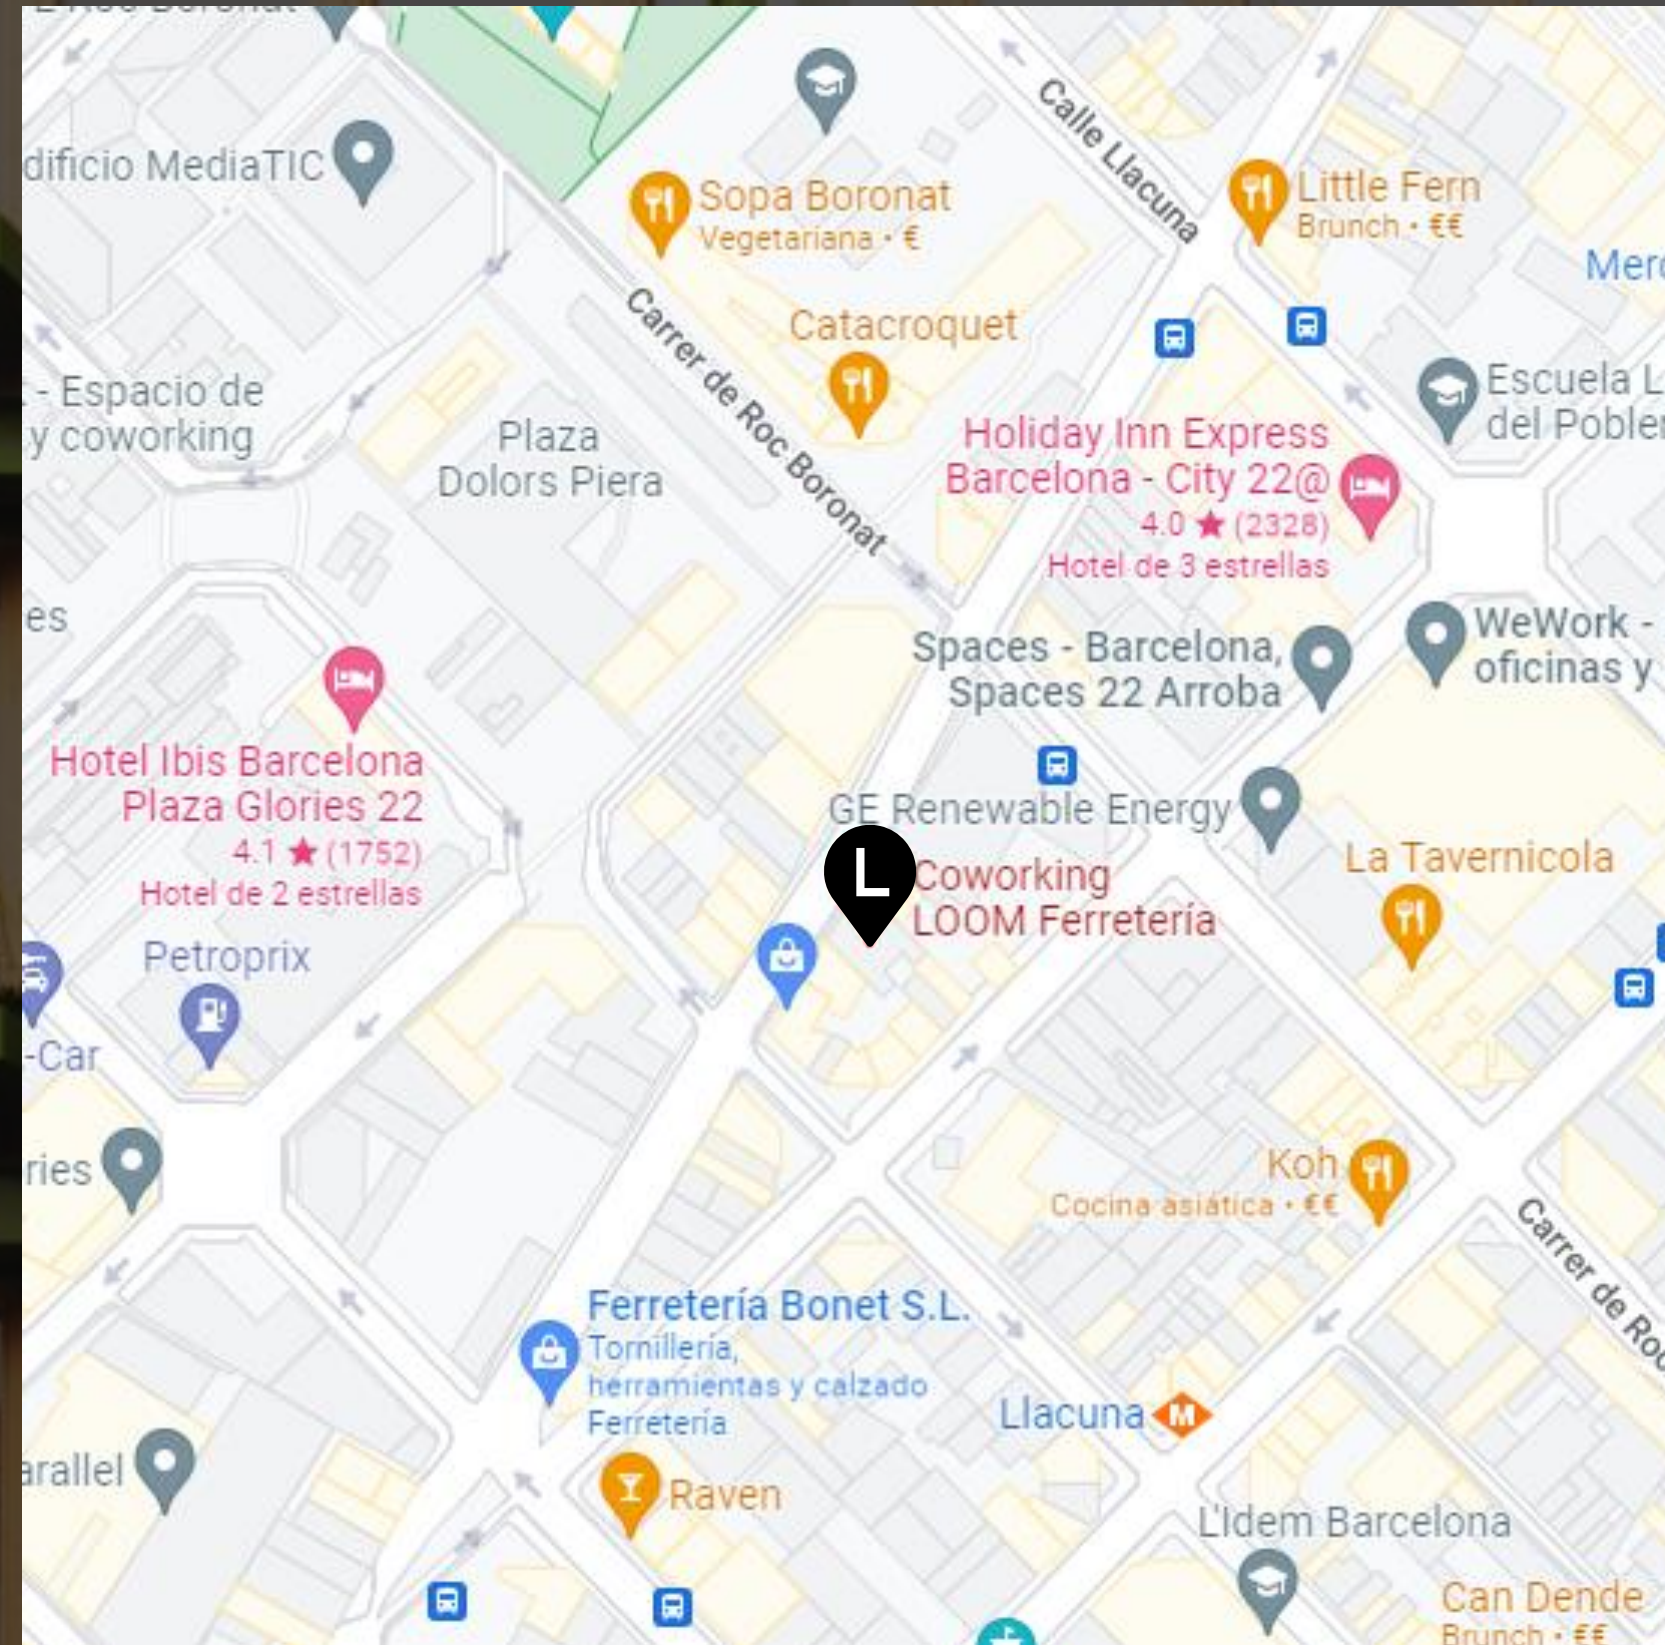 dificio MediaTIC
Sopa Boronat
Vegetariana · €
Calle Llacuna
Little Fern
Brunch · €€
Carrer de Roc Boronat
Catacroquet
- Espacio de
y coworking
Plaza
Dolors Piera
Holiday Inn Express
Barcelona - City 22@
4.0 ★ (2328)
Hotel de 3 estrellas
Escuela L
del Poble
es
Spaces - Barcelona,
Spaces 22 Arroba
WeWork -
oficinas y
Hotel Ibis Barcelona
Plaza Glories 22
4.1 ★ (1752)
Hotel de 2 estrellas
GE Renewable Energy
L
Coworking
LOOM Ferretería
La Tavernicola
Petroprix
-Car
ries
Koh
Cocina asiática · €€
Carrer de Roc
Ferretería Bonet S.L.
Tornillería,
herramientas y calzado
Ferretería
Llacuna
M
arallel
Raven
L'Idem Barcelona
Can Dende
Brunch · €€